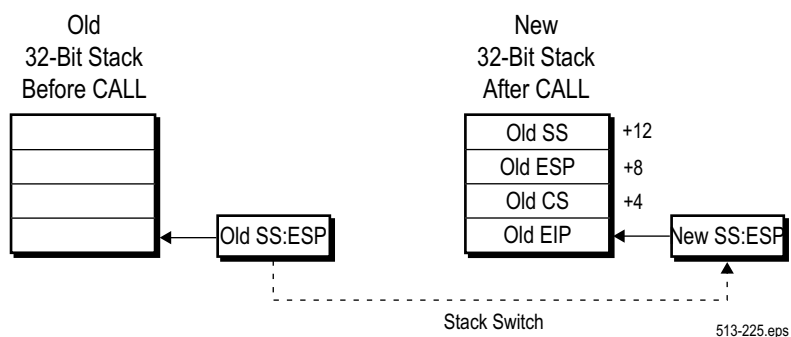 Old
32-Bit Stack
Before CALL
New
32-Bit Stack
After CALL
Old SS +12
Old ESP +8
Old CS +4
Old EIP
Old SS:ESP
New SS:ESP
Stack Switch
513-225.eps